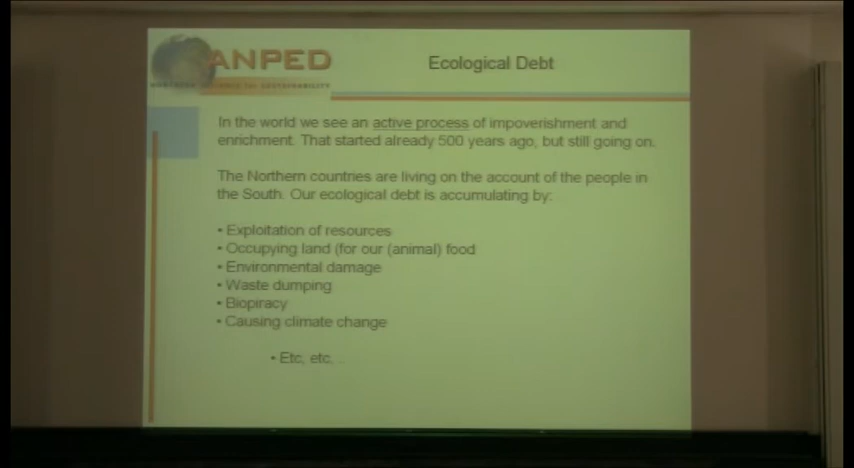 ANPED
Ecological Debt
In the world we see an active process of impoverishment and
enrichment. That started already 500 years ago, but still going on.
The Northern countries are living on the account of the people in
the South. Our ecological debt is accumulating by:
• Exploitation of resources
• Occupying land (for our (animal) food
• Environmental damage
• Waste dumping
• Biopiracy
• Causing climate change
• Etc, etc...